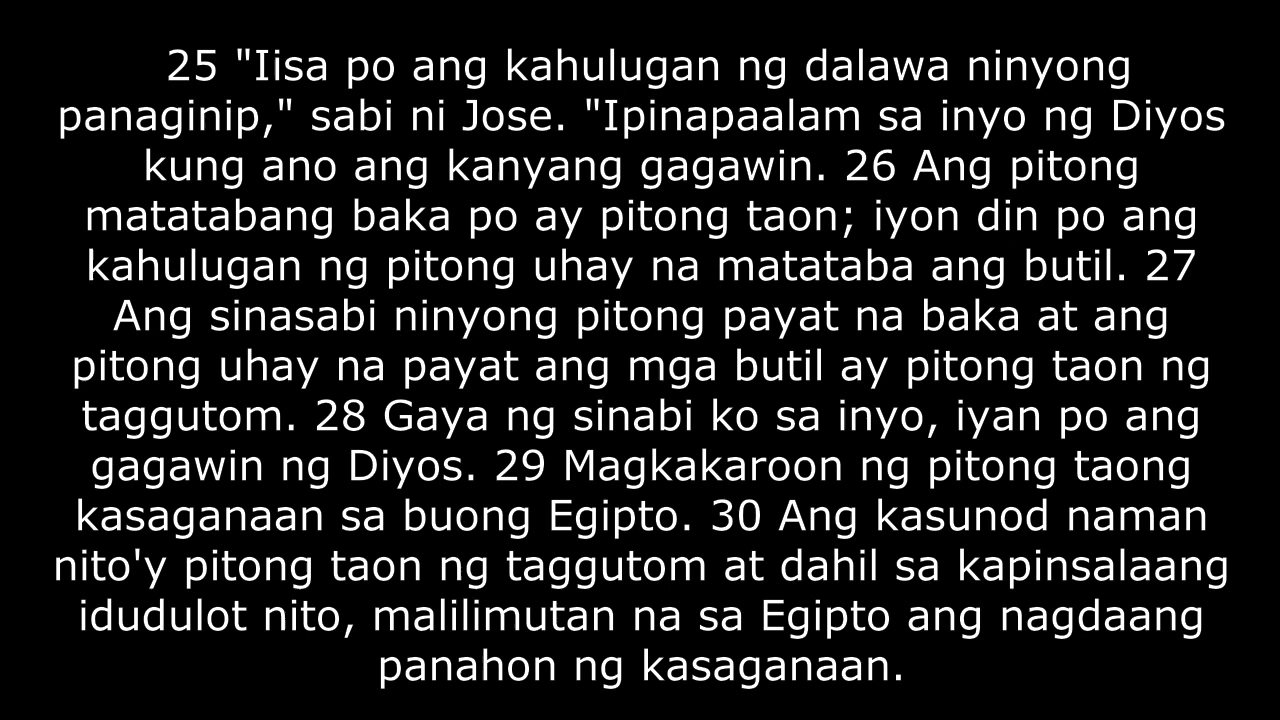 25 "Iisa po ang kahulugan ng dalawa ninyong
panaginip," sabi ni Jose. "Ipinapaalam sa inyo ng Diyos
kung ano ang kanyang gagawin. 26 Ang pitong
matatabang baka po ay pitong taon; iyon din po ang
kahulugan ng pitong uhay na matataba ang butil. 27
Ang sinasabi ninyong pitong payat na baka at ang
pitong uhay na payat ang mga butil ay pitong taon ng
taggutom. 28 Gaya ng sinabi ko sa inyo, iyan po ang
gagawin ng Diyos. 29 Magkakaroon ng pitong taong
kasaganaan sa buong Egipto. 30 Ang kasunod naman
nito'y pitong taon ng taggutom at dahil sa kapinsalaang
idudulot nito, malilimutan na sa Egipto ang nagdaang
panahon ng kasaganaan.